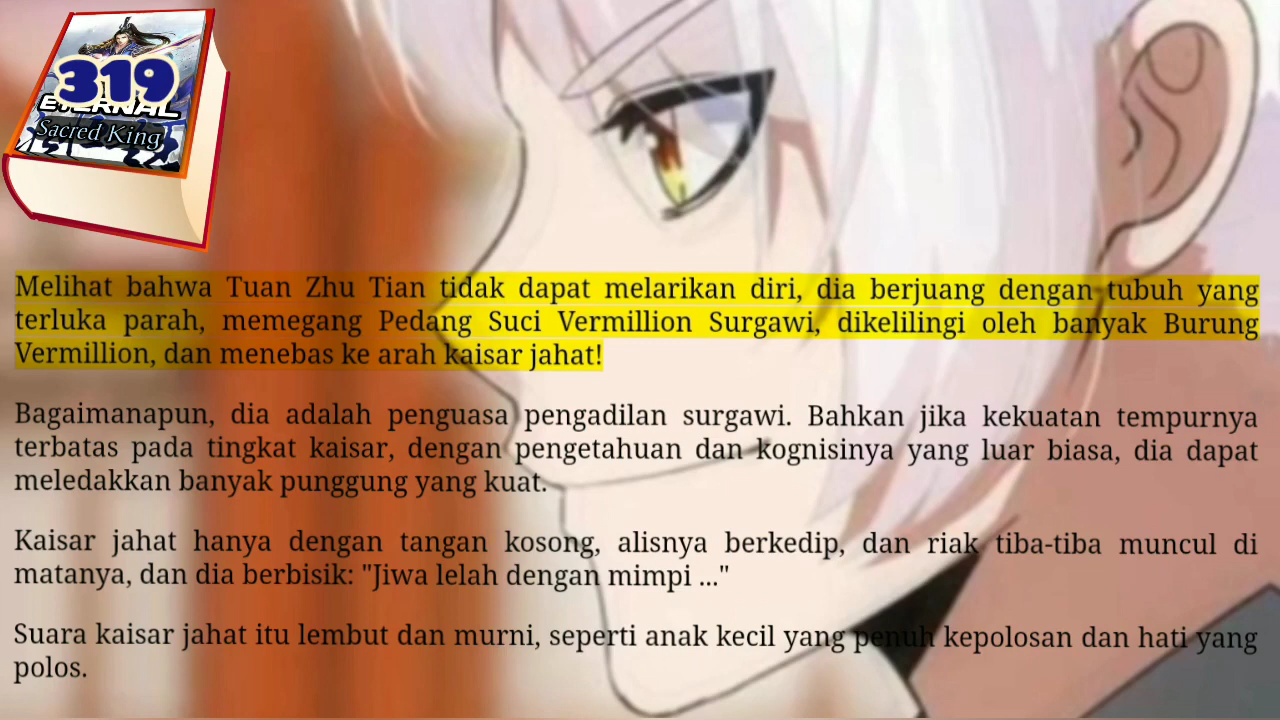 319
ETERNAL
Sacred King
Melihat bahwa Tuan Zhu Tian tidak dapat melarikan diri, dia berjuang dengan tubuh yang
terluka parah, memegang Pedang Suci Vermillion Surgawi, dikelilingi oleh banyak Burung
Vermillion, dan menebas ke arah kaisar jahat!
Bagaimanapun, dia adalah penguasa pengadilan surgawi. Bahkan jika kekuatan tempurnya
terbatas pada tingkat kaisar, dengan pengetahuan dan kognisinya yang luar biasa, dia dapat
meledakkan banyak punggung yang kuat.
Kaisar jahat hanya dengan tangan kosong, alisnya berkedip, dan riak tiba-tiba muncul di
matanya, dan dia berbisik: "Jiwa lelah dengan mimpi ..."
Suara kaisar jahat itu lembut dan murni, seperti anak kecil yang penuh kepolosan dan hati yang
polos.